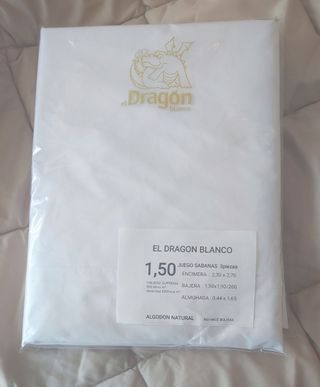 el Dragón
blanco
EL DRAGON BLANCO
1,50 JUEGO SABANAS 3piezas
ENCIMERA : 2,30 x 2,70
BAJERA : 1,50x1,90/200
ALMOHADA : 0,44 x 1,65
ALGODON NATURAL